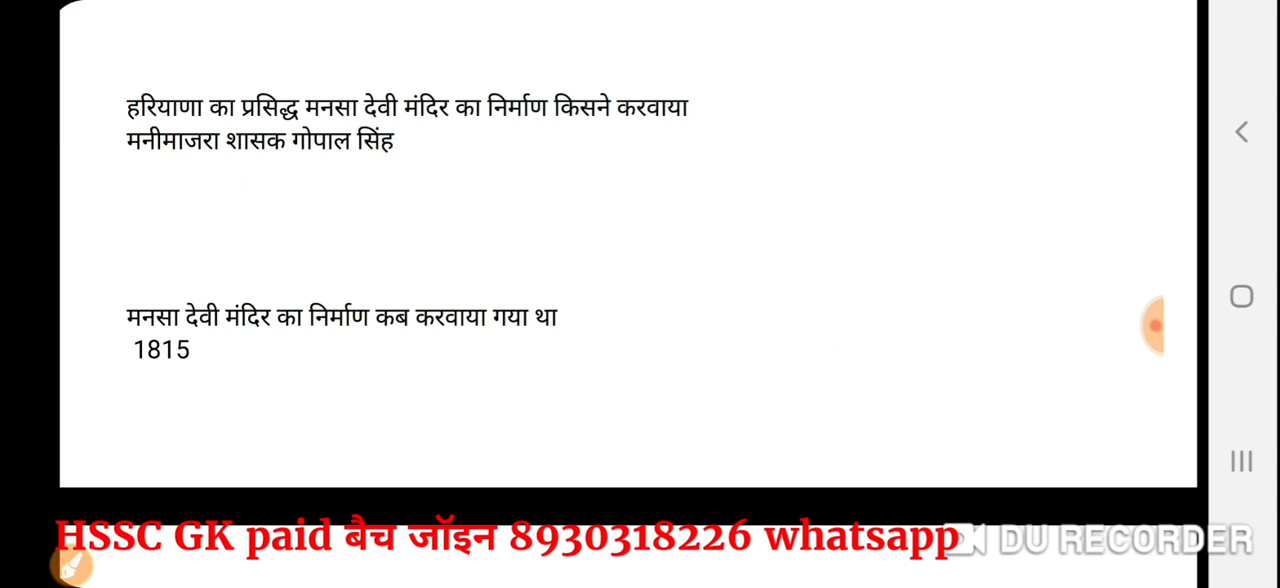 हरियाणा का प्रसिद्ध मनसा देवी मंदिर का निर्माण किसने करवाया
मनीमाजरा शासक गोपाल सिंह
मनसा देवी मंदिर का निर्माण कब करवाया गया था
1815
HSSC GK paid बैच जॉइन 8930318226 whatsapp
DU RECORDER